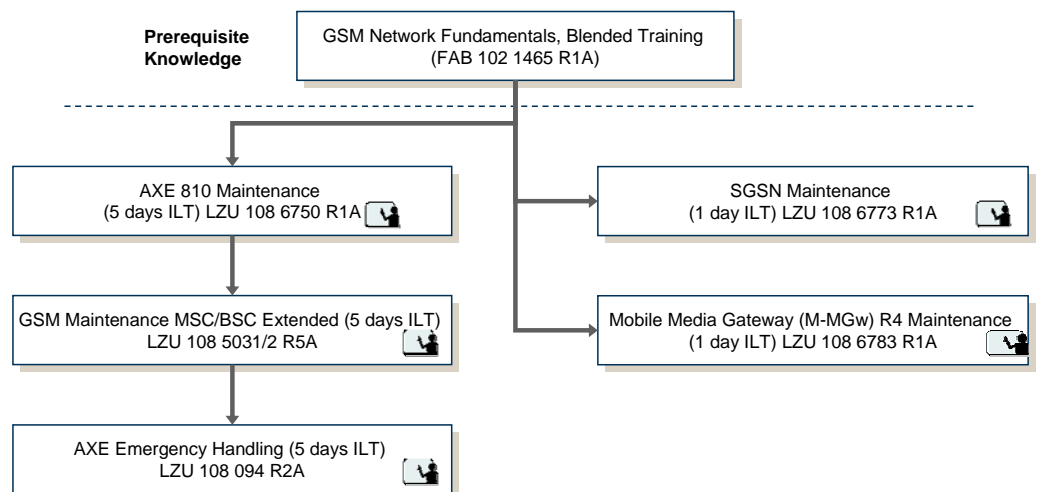 Prerequisite
Knowledge
GSM Network Fundamentals, Blended Training
(FAB 102 1465 R1A)
AXE 810 Maintenance
(5 days ILT) LZU 108 6750 R1A
SGSN Maintenance
(1 day ILT) LZU 108 6773 R1A
GSM Maintenance MSC/BSC Extended (5 days ILT)
LZU 108 5031/2 R5A
Mobile Media Gateway (M-MGw) R4 Maintenance
(1 day ILT) LZU 108 6783 R1A
AXE Emergency Handling (5 days ILT)
LZU 108 094 R2A